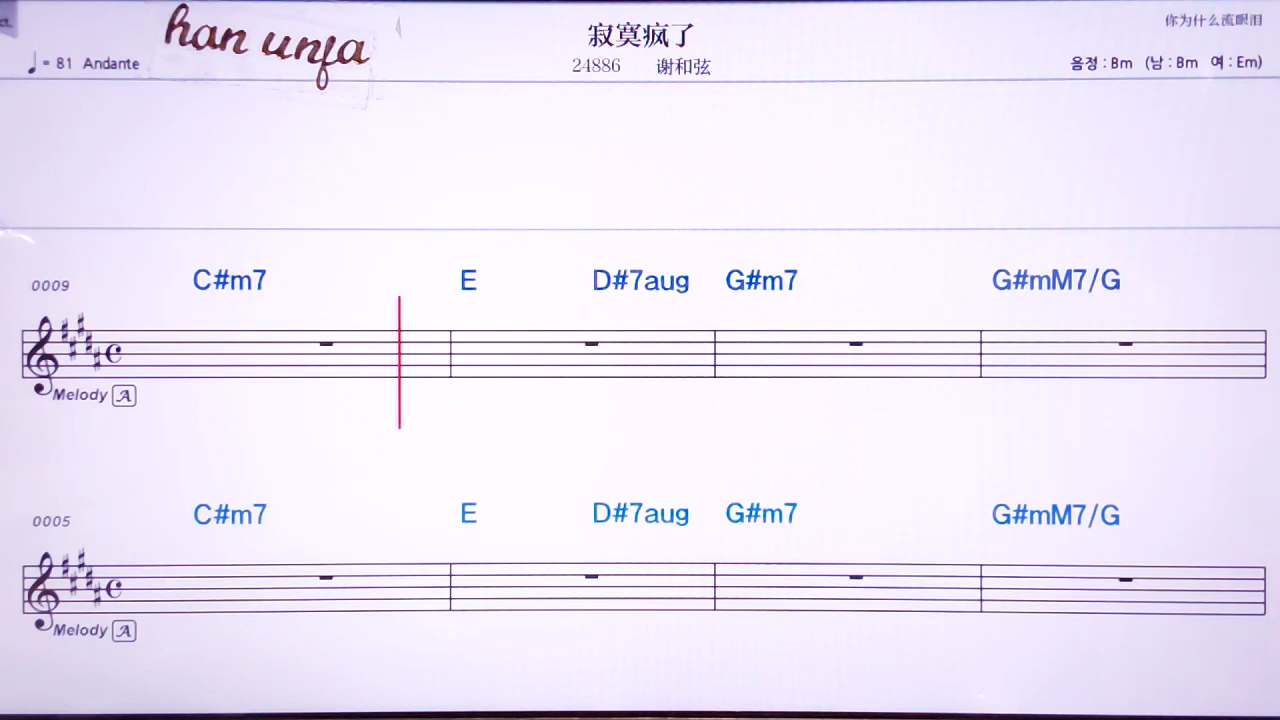 han unfa
寂寞疯了
你为什么流眼泪
♩= 81 Andante
24886 谢和弦
음정 : Bm (남 : Bm 여 : Em)
0009 C#m7 E D#7aug G#m7 G#mM7/G
Melody A
0005 C#m7 E D#7aug G#m7 G#mM7/G
Melody A